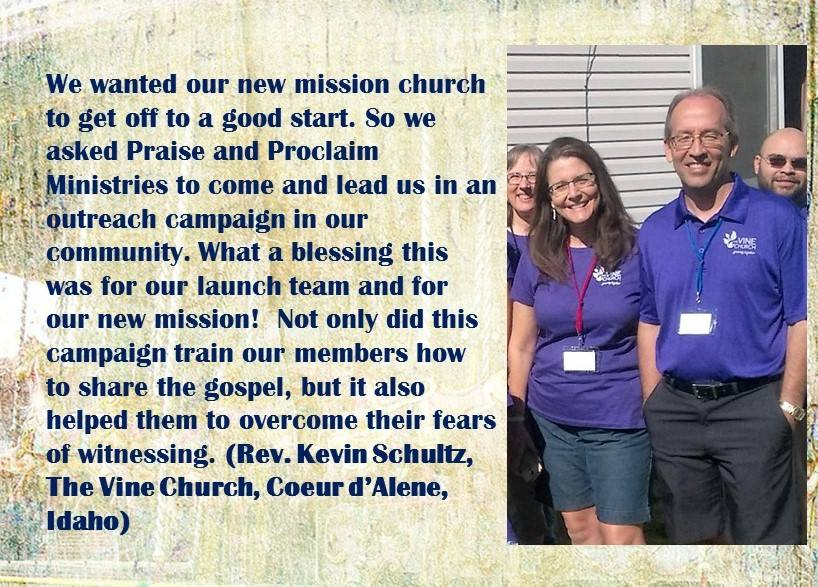 We wanted our new mission church
to get off to a good start. So we
asked Praise and Proclaim
Ministries to come and lead us in an
outreach campaign in our
community. What a blessing this
was for our launch team and for
our new mission!  Not only did this
campaign train our members how
to share the gospel, but it also
helped them to overcome their fears
of witnessing. (Rev. Kevin Schultz,
The Vine Church, Coeur d’Alene,
Idaho)
VINE
CHURCH
VINE
CHURCH